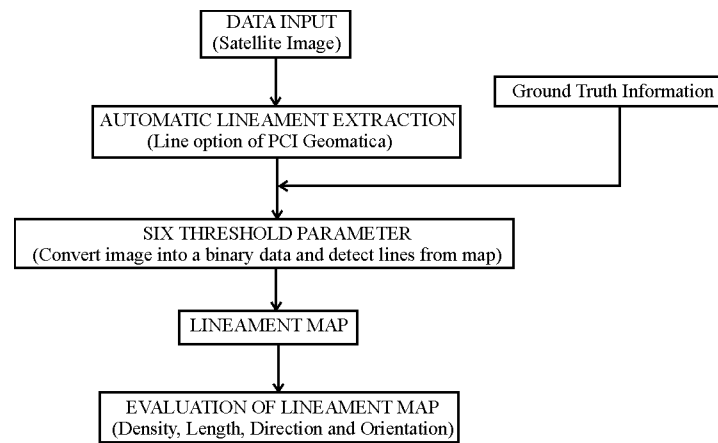 DATA INPUT
(Satellite Image)
Ground Truth Information
AUTOMATIC LINEAMENT EXTRACTION
(Line option of PCI Geomatica)
SIX THRESHOLD PARAMETER
(Convert image into a binary data and detect lines from map)
LINEAMENT MAP
EVALUATION OF LINEAMENT MAP
(Density, Length, Direction and Orientation)